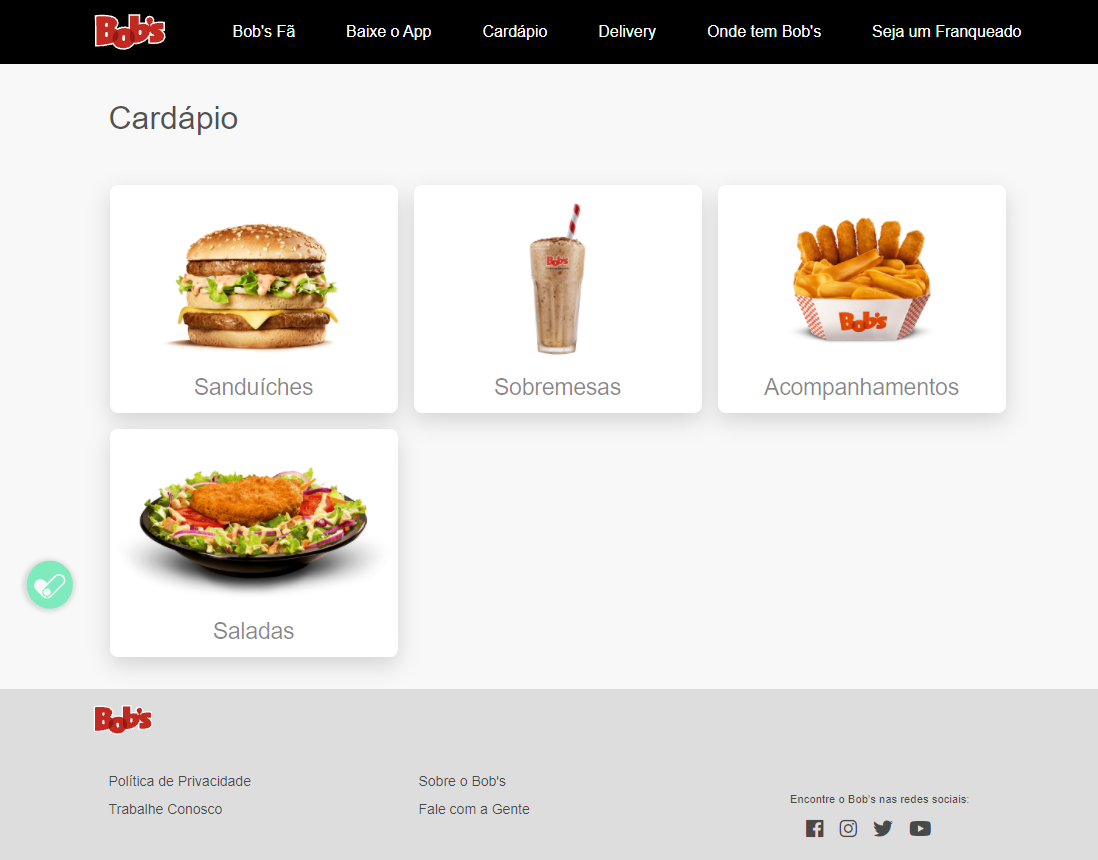 Bob's
Bob's Fã
Baixe o App
Cardápio
Delivery
Onde tem Bob's
Seja um Franqueado
Cardápio
Bob's
Bob's
Sanduíches
Sobremesas
Acompanhamentos
Saladas
Bob's
Política de Privacidade
Sobre o Bob's
Trabalhe Conosco
Fale com a Gente
Encontre o Bob's nas redes sociais: